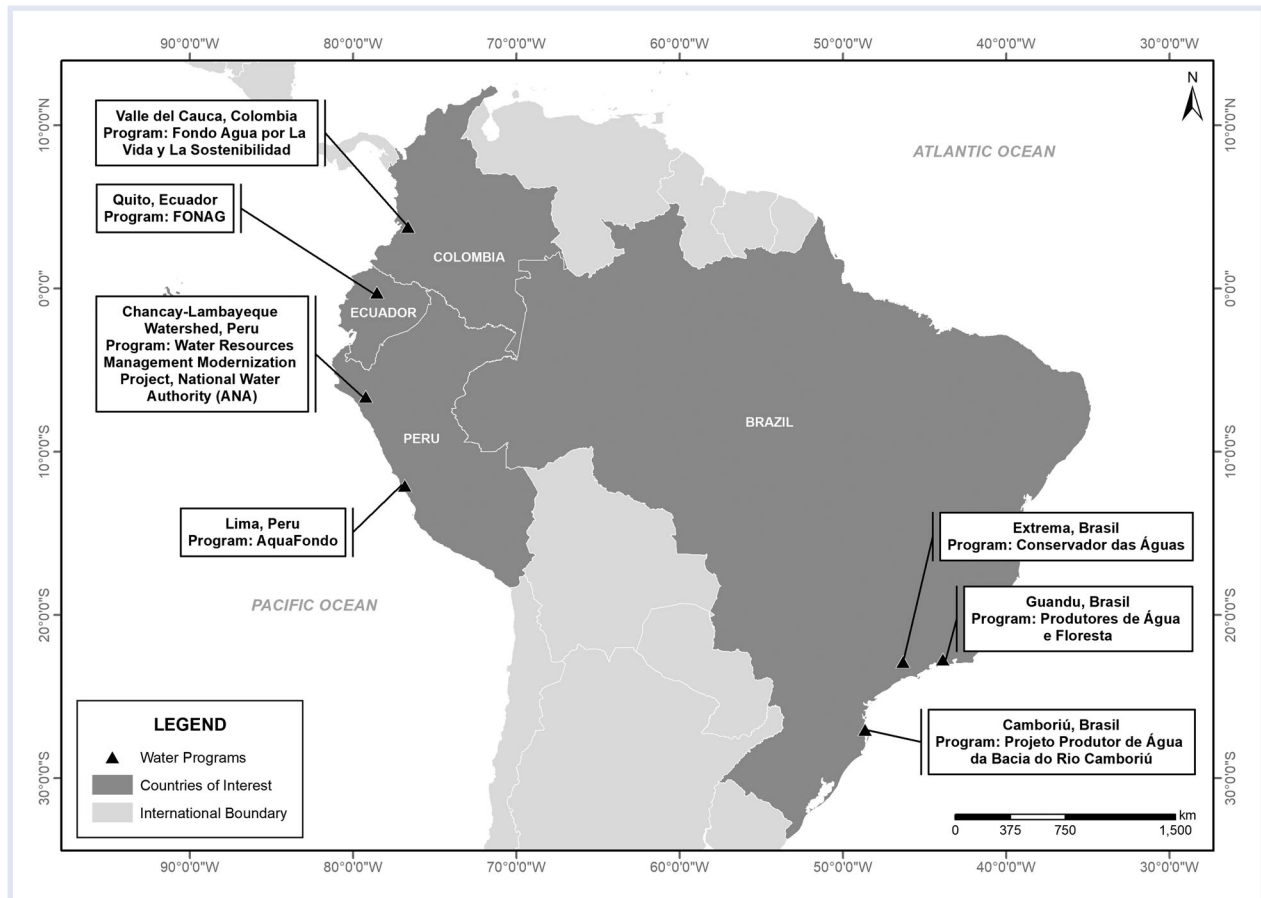 90°0'0"W
80°0'0"W
70°0'0"W
60°0'0"W
50°0'0"W
40°0'0"W
30°0'0"W
N
10°0'0"N
10°0'0"N
Valle del Cauca, Colombia
Program: Fondo Agua por La
Vida y La Sostenibilidad
ATLANTIC OCEAN
Quito, Ecuador
Program: FONAG
COLOMBIA
0°0'0"
0°0'0"
ECUADOR
Chancay-Lambayeque
Watershed, Peru
Program: Water Resources
Management Modernization
Project, National Water
Authority (ANA)
BRAZIL
PERU
10°0'0"S
10°0'0"S
Lima, Peru
Program: AquaFondo
Extrema, Brasil
Program: Conservador das Águas
PACIFIC OCEAN
Guandu, Brasil
Program: Produtores de Água
e Floresta
20°0'0"S
20°0'0"S
Camboriú, Brasil
Program: Projeto Produtor de Água
da Bacia do Rio Camboriú
LEGEND
Water Programs
Countries of Interest
International Boundary
30°0'0"S
30°0'0"S
km
0
375
750
1,500
90°0'0"W
80°0'0"W
70°0'0"W
60°0'0"W
50°0'0"W
40°0'0"W
30°0'0"W